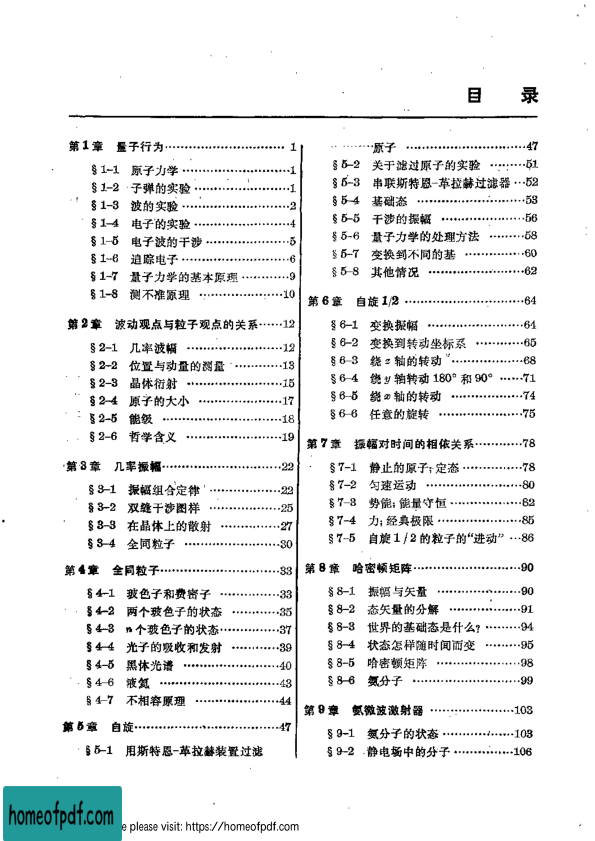 目 录
第1章 量子行为 1
§1-1 原子力学 1
§1-2 子弹的实验 1
§1-3 波的实验 2
§1-4 电子的实验 4
§1-5 电子波的干涉 5
§1-6 追踪电子 6
§1-7 量子力学的基本原理 9
§1-8 测不准原理 10
第2章 波动观点与粒子观点的关系 12
§2-1 几率波幅 12
§2-2 位置与动量的测量 13
§2-3 晶体衍射 15
§2-4 原子的大小 17
§2-5 能级 18
§2-6 哲学含义 19
第3章 几率振幅 22
§3-1 振幅组合定律 22
§3-2 双缝干涉图样 25
§3-3 在晶体上的散射 27
§3-4 全同粒子 30
第4章 全同粒子 33
§4-1 玻色子和费密子 33
§4-2 两个玻色子的状态 35
§4-3 n个玻色子的状态 37
§4-4 光子的吸收和发射 39
§4-5 黑体光谱 40
§4-6 液氦 43
§4-7 不相容原理 44
第5章 自旋 47
§5-1 用斯特恩-革拉赫装置过滤
原子 47
§5-2 关于滤过原子的实验 51
§5-3 串联斯特恩-革拉赫过滤器 52
§5-4 基础态 53
§5-5 干涉的振幅 56
§5-6 量子力学的处理方法 58
§5-7 变换到不同的基 60
§5-8 其他情况 62
第6章 自旋1/2 64
§6-1 变换振幅 64
§6-2 变换到转动坐标系 65
§6-3 绕z轴的转动 68
§6-4 绕y轴转动180°和90° 71
§6-5 绕x轴的转动 74
§6-6 任意的旋转 75
第7章 振幅对时间的相依关系 78
§7-1 静止的原子;定态 78
§7-2 匀速运动 80
§7-3 势能;能量守恒 82
§7-4 力;经典极限 85
§7-5 自旋1/2的粒子的“进动” 86
第8章 哈密顿矩阵 90
§8-1 振幅与矢量 90
§8-2 态矢量的分解 91
§8-3 世界的基础态是什么? 94
§8-4 状态怎样随时间而变 95
§8-5 哈密顿矩阵 98
§8-6 氨分子 99
第9章 氨微波激射器 103
§9-1 氨分子的状态 103
§9-2 静电场中的分子 106
homeofpdf.com
e please visit: https://homeofpdf.com